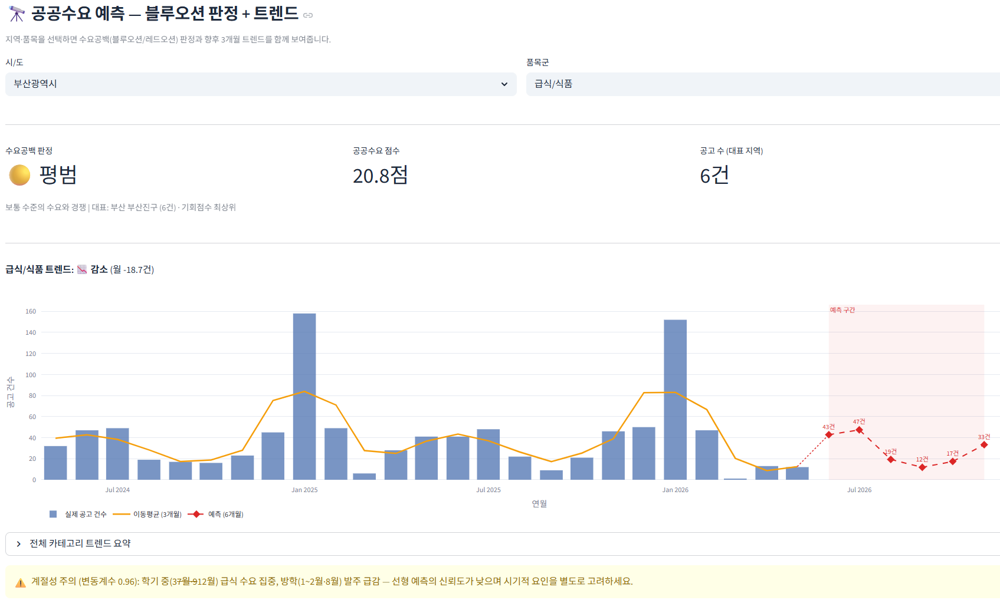 공공수요 예측 — 블루오션 판정 + 트렌드
지역·품목을 선택하면 수요공백(블루오션/레드오션) 판정과 향후 3개월 트렌드를 함께 보여줍니다.
시/도
품목군
부산광역시
급식/식품
수요공백 판정
공공수요 점수
공고 수 (대표 지역)
평범
20.8점
6건
보통 수준의 수요와 경쟁 | 대표: 부산 부산진구 (6건) · 기회점수 최상위
급식/식품 트렌드: 감소 (월 -18.7건)
예측 구간
160
140
120
100
80
60
40
20
0
공고 건수
43건
47건
19건
12건
17건
33건
Jul 2024
Jan 2025
Jul 2025
Jan 2026
Jul 2026
연월
실제 공고 건수
이동평균 (3개월)
예측 (6개월)
전체 카테고리 트렌드 요약
계절성 주의 (변동계수 0.96): 학기 중(37월·912월) 급식 수요 집중, 방학(1~2월·8월) 발주 급감 — 선형 예측의 신뢰도가 낮으며 시기적 요인을 별도로 고려하세요.